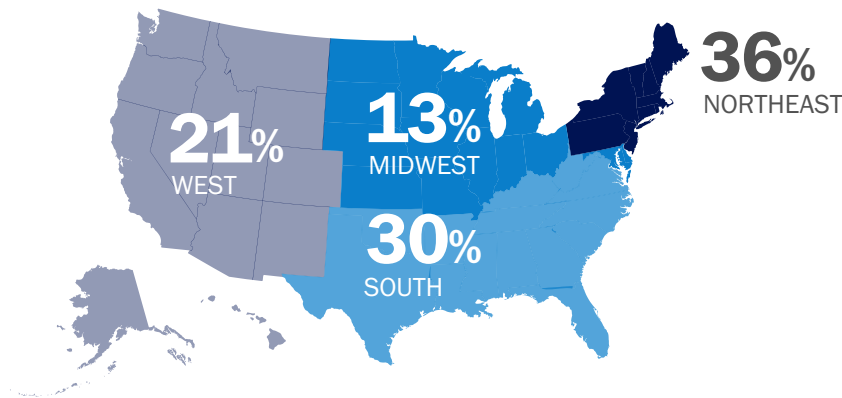 36%
NORTHEAST
13%
MIDWEST
21%
WEST
30%
SOUTH